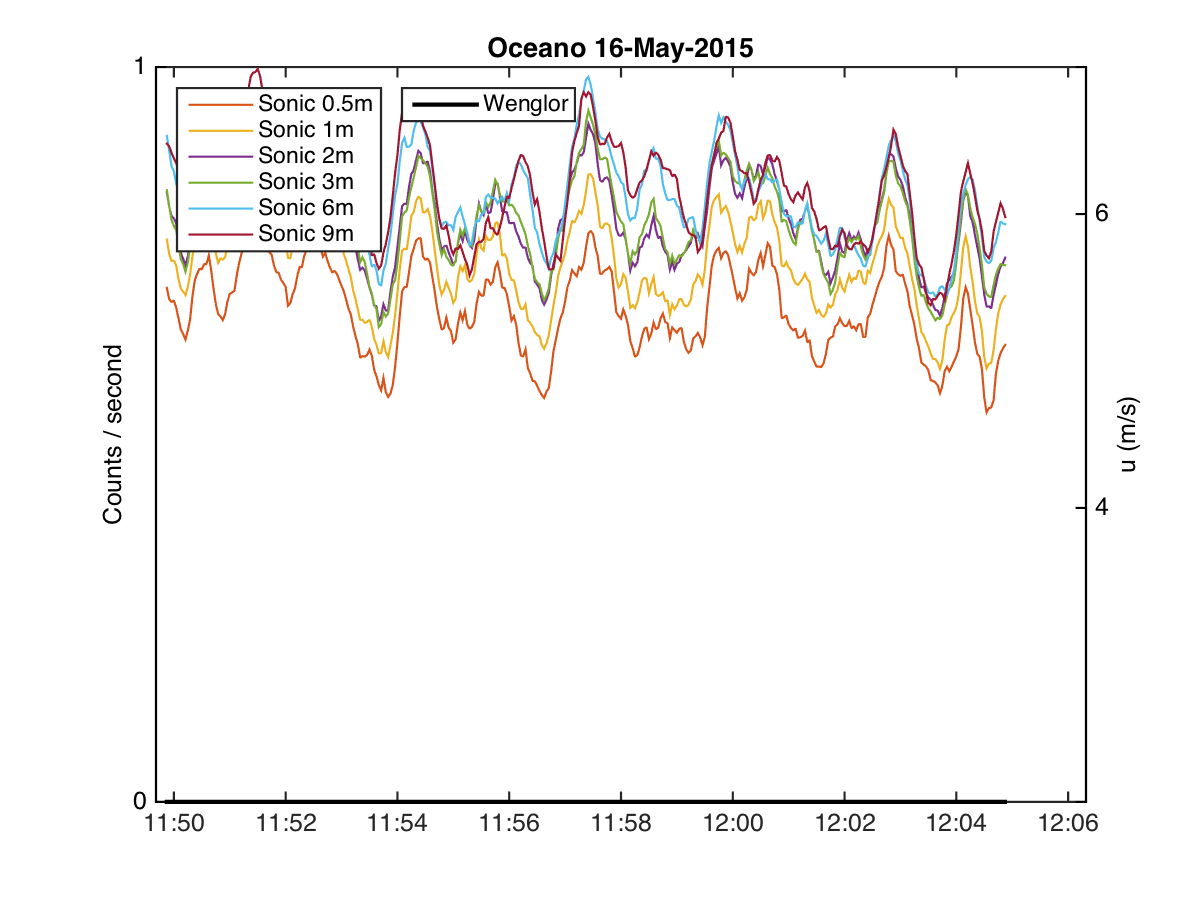 Oceano 16-May-2015
1
Sonic 0.5m
Sonic 1m
Sonic 2m
Sonic 3m
Sonic 6m
Sonic 9m
Wenglor
6
4
Counts / second
u (m/s)
0
11:50 11:52 11:54 11:56 11:58 12:00 12:02 12:04 12:06